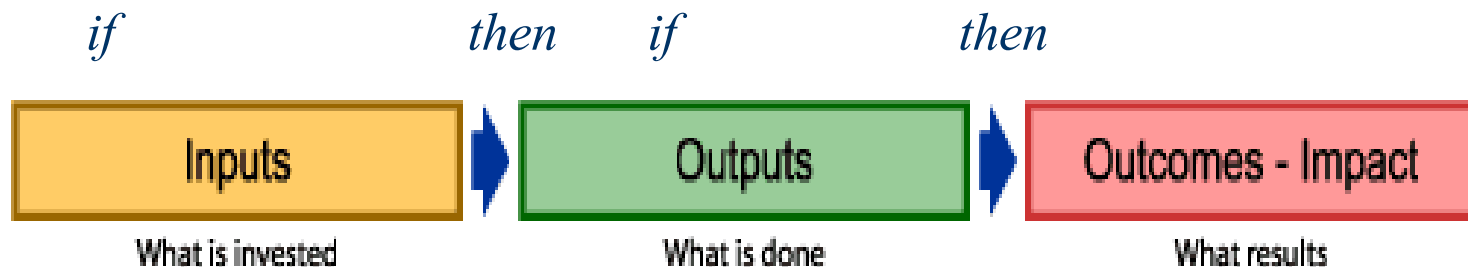 if then if then
Inputs Outputs Outcomes - Impact
What is invested What is done What results